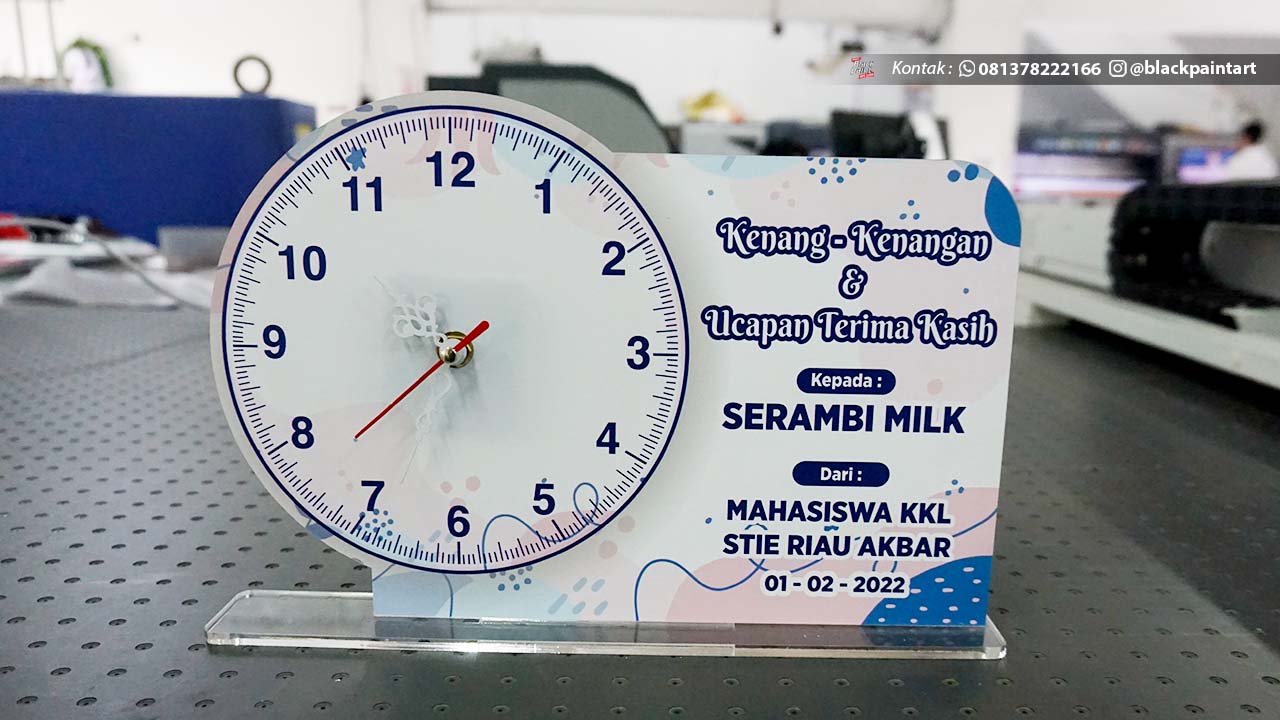 Kontak : 081378222166 @blackpaintart
12
11
1
10
2
9
3
8
4
7
5
6
Kenang - Kenangan
&
Ucapan Terima Kasih
Kepada :
SERAMBI MILK
Dari :
MAHASISWA KKL
STIE RIAU AKBAR
01 - 02 - 2022